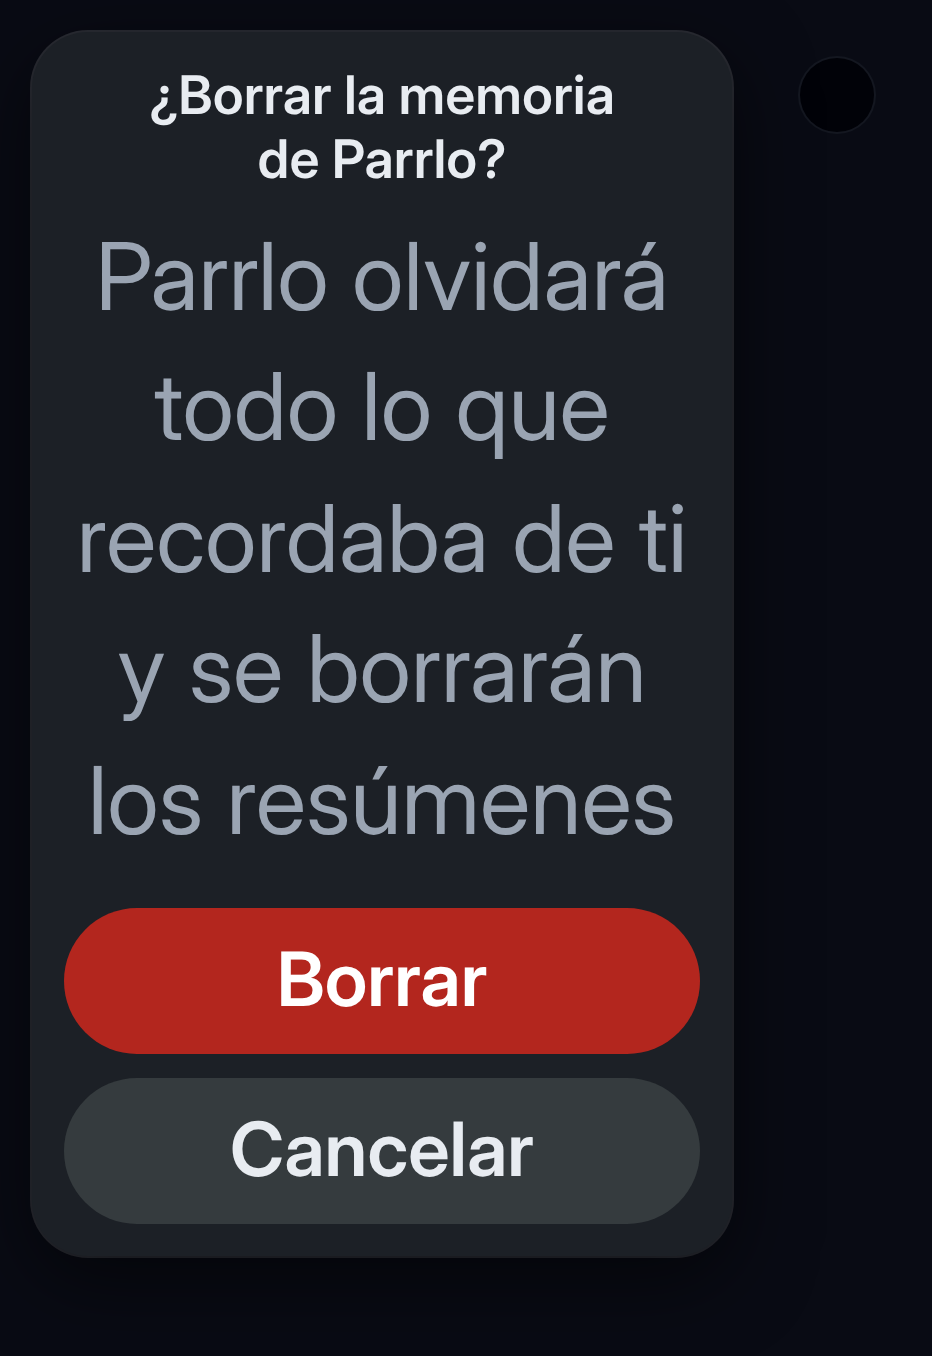 ¿Borrar la memoria
de Parrlo?
Parrlo olvidará
todo lo que
recordaba de ti
y se borrarán
los resúmenes
Borrar
Cancelar